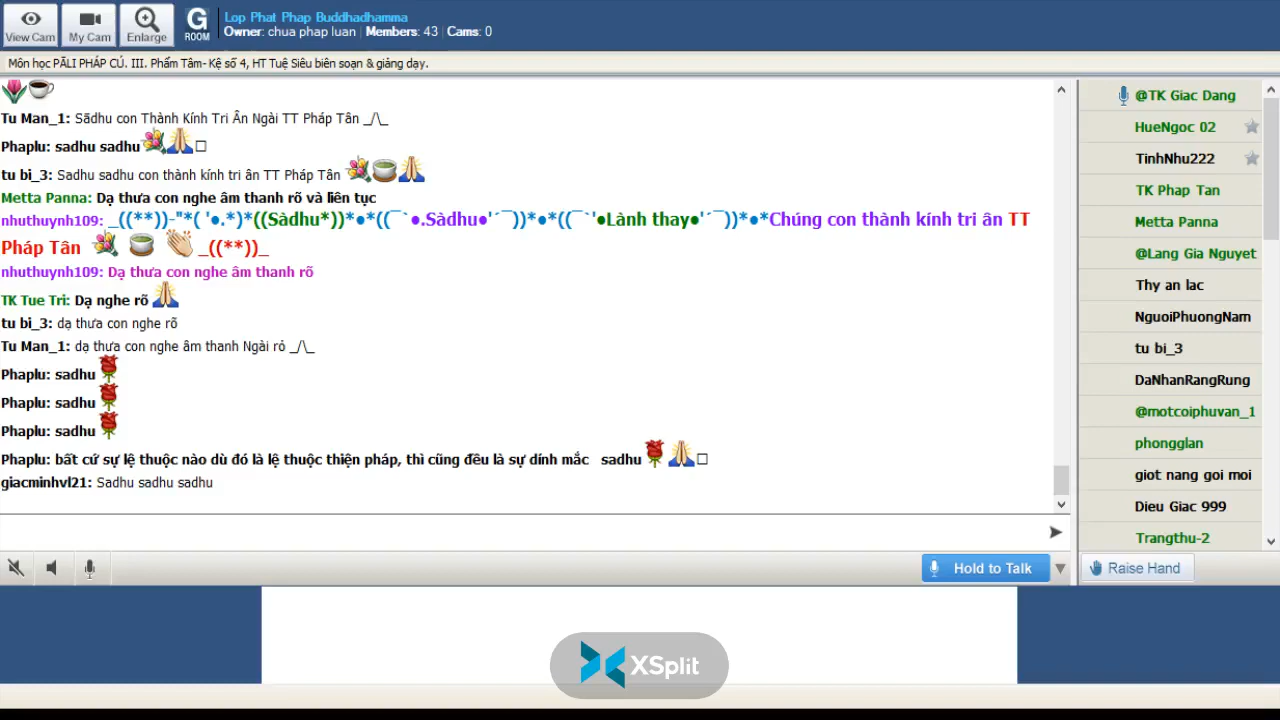 View Cam
My Cam
Enlarge
G
ROOM
Lop Phat Phap Buddhadhamma
Owner: chua phap luan | Members: 43 | Cams: 0
Môn học PĀLI PHÁP CÚ. III. Phẩm Tâm- Kệ số 4, HT Tuệ Siêu biên soạn & giảng dạy.
Tu Man_1: Sādhu con Thành Kính Tri Ân Ngài TT Pháp Tân _/\_
Phaplu: sadhu sadhu
tu bi_3: Sadhu sadhu con thành kính tri ân TT Pháp Tân
Metta Panna: Dạ thưa con nghe âm thanh rõ và liên tục
nhuthuynh109: _((**))-"*( '●.*)*((Sàdhu*))*●*((¯`●.Sàdhu●'´¯))*●*((¯`'●Lành thay●'´¯))*●*Chúng con thành kính tri ân TT
Pháp Tân _((**))_
nhuthuynh109: Dạ thưa con nghe âm thanh rõ
TK Tue Tri: Dạ nghe rõ
tu bi_3: dạ thưa con nghe rõ
Tu Man_1: dạ thưa con nghe âm thanh Ngài rỏ _/\_
Phaplu: sadhu
Phaplu: sadhu
Phaplu: sadhu
Phaplu: bất cứ sự lệ thuộc nào dù đó là lệ thuộc thiện pháp, thì cũng đều là sự dính mắc sadhu
giacminhvl21: Sadhu sadhu sadhu
@TK Giac Dang
HueNgoc 02
TinhNhu222
TK Phap Tan
Metta Panna
@Lang Gia Nguyet
Thy an lac
NguoiPhuongNam
tu bi_3
DaNhanRangRung
@motcoiphuvan_1
phongglan
giot nang goi moi
Dieu Giac 999
Trangthu-2
Hold to Talk
Raise Hand
XSplit